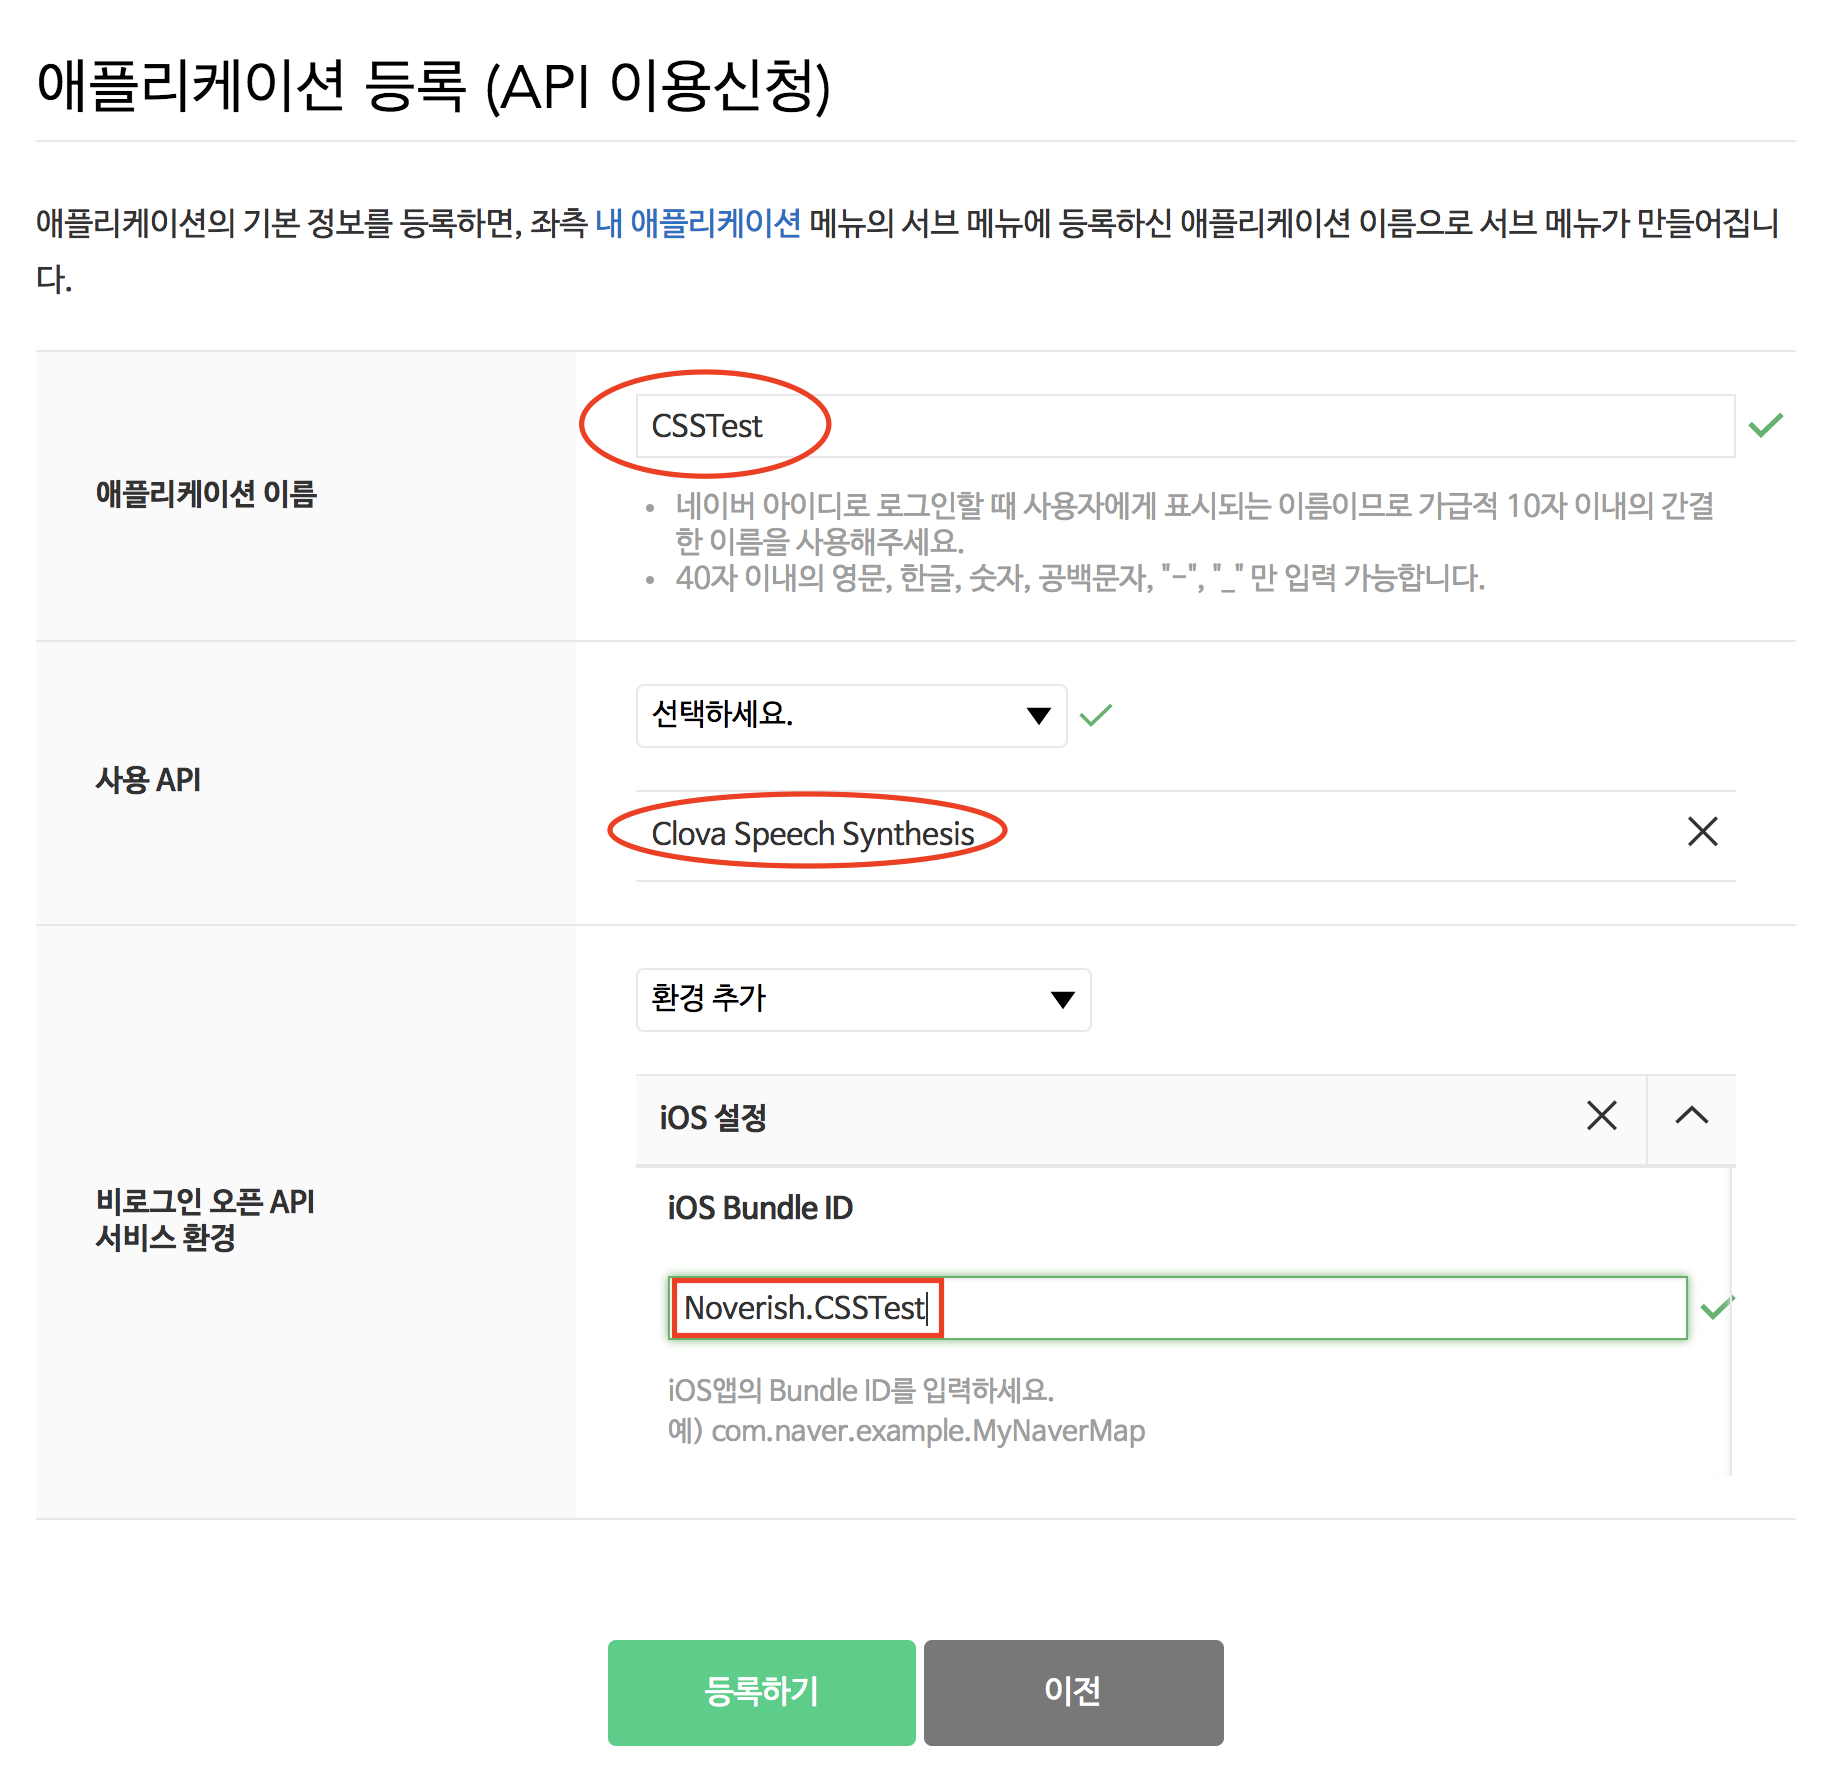 애플리케이션 등록 (API 이용신청)
애플리케이션의 기본 정보를 등록하면, 좌측 내 애플리케이션 메뉴의 서브 메뉴에 등록하신 애플리케이션 이름으로 서브 메뉴가 만들어집니
다.
애플리케이션 이름
CSSTest
• 네이버 아이디로 로그인할 때 사용자에게 표시되는 이름이므로 가급적 10자 이내의 간결
한 이름을 사용해주세요.
• 40자 이내의 영문, 한글, 숫자, 공백문자, "-", "_" 만 입력 가능합니다.
사용 API
선택하세요.
Clova Speech Synthesis
비로그인 오픈 API
서비스 환경
환경 추가
iOS 설정
iOS Bundle ID
Noverish.CSSTest
iOS앱의 Bundle ID를 입력하세요.
예) com.naver.example.MyNaverMap
등록하기
이전